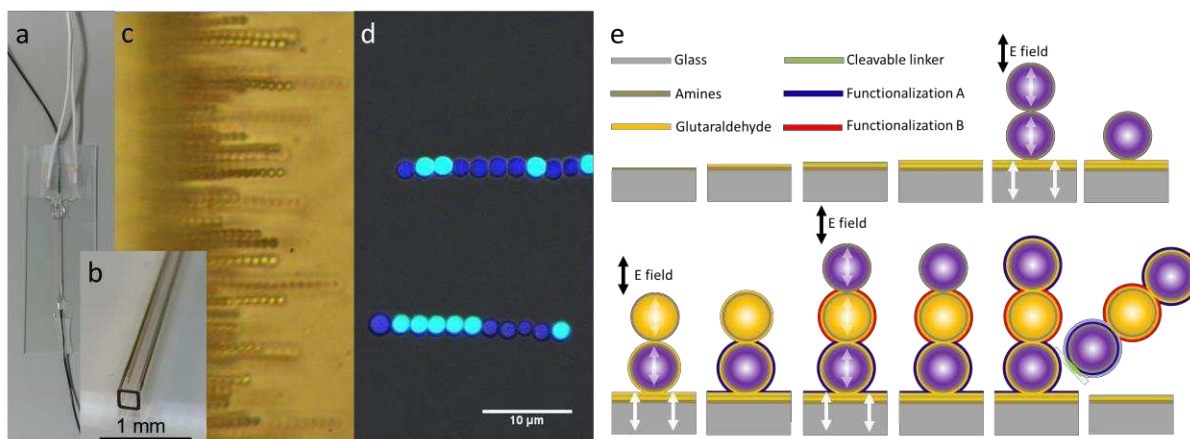 a
b
1 mm
c
d
10 µm
e
Glass
Amines
Glutaraldehyde
Cleavable linker
Functionalization A
Functionalization B
E field
E field
E field